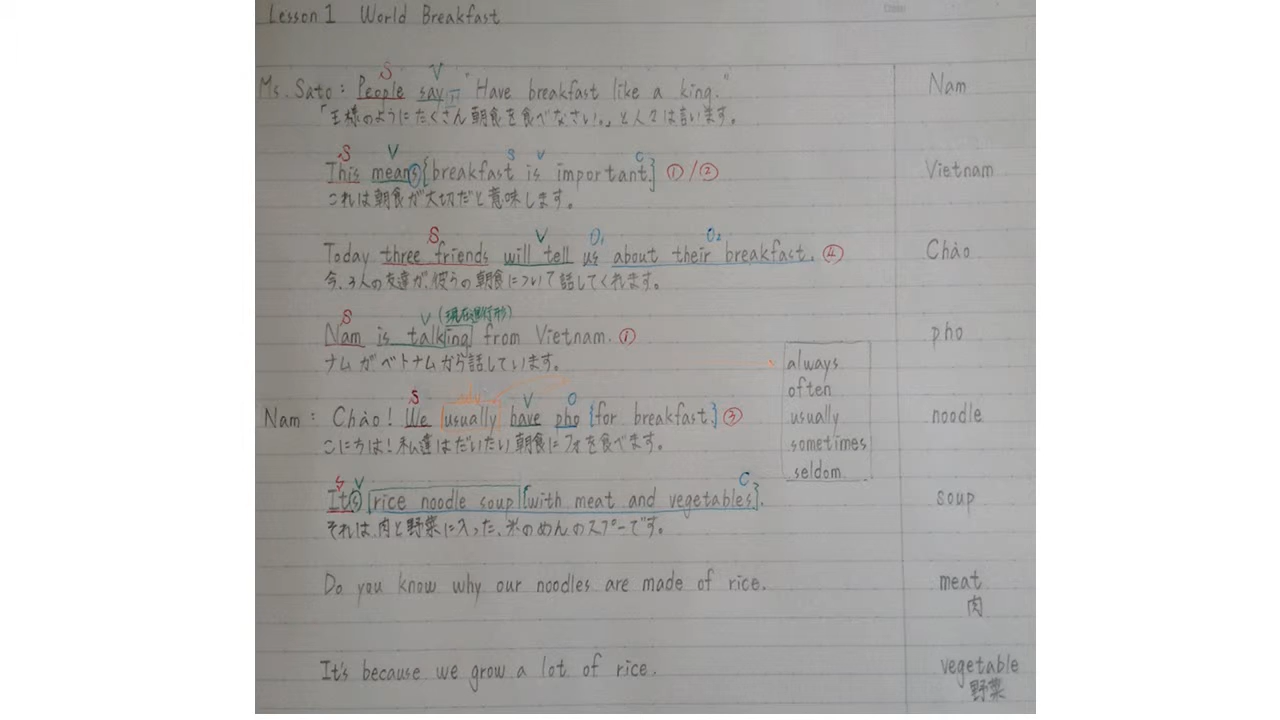 Lesson 1 World Breakfast
S V
Ms. Sato: People say, "Have breakfast like a king." Nam
「王様のようにたくさん朝食を食べなさい。」と人々は言います。
S V S V C
This means {breakfast is important.} ①/② Vietnam
これは朝食が大切だと意味します。
S V O₁ O₂
Today three friends will tell us about their breakfast. ④ Chào
今、3人の友達が、彼らの朝食について話してくれます。
S V (現在進行形)
Nam is talking from Vietnam. ① pho
ナムがベトナムから話しています。
always
often
S V O
Nam: Chào! We usually have pho {for breakfast.} ③ usually noodle
こにちは!私達はだいたい朝食にフォを食べます。 sometimes
seldom
S V C
It's rice noodle soup {with meat and vegetables}. soup
それは、肉と野菜に入った、米のめんのスープーです。
Do you know why our noodles are made of rice. meat
肉
It's because we grow a lot of rice. vegetable
野菜